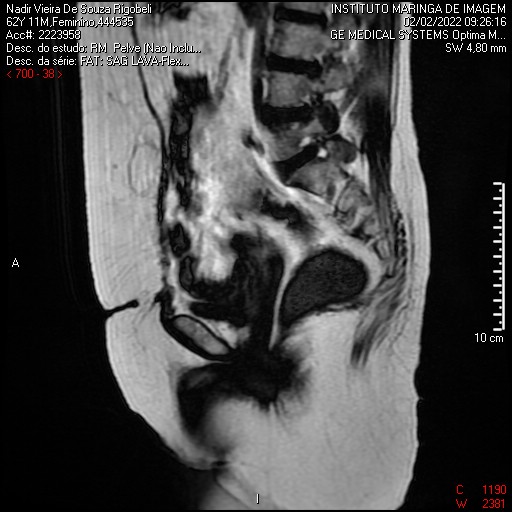 Nadir Vieira De Souza Rigobeli
62Y 11M,Feminino,444535
Acc#: 2223958
Desc. do estudo: RM Pelve (Nao Inclu...
Desc. da série: FAT: SAG LAVA-Flex...
< 700 - 38 >
INSTITUTO MARINGA DE IMAGEM
02/02/2022 09:26:16
GE MEDICAL SYSTEMS Optima M...
SW 4,80 mm
A
10 cm
I
C 1190
W 2381